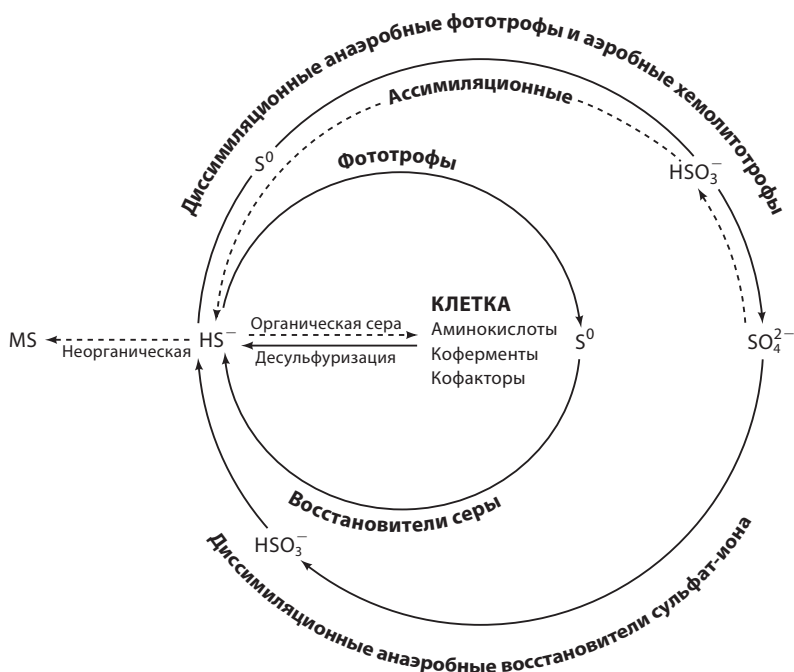 Диссимиляционные анаэробные фототрофы и аэробные хемолитотрофы
Ассимиляционные
Фототрофы
S⁰
HSO₃⁻
КЛЕТКА
Аминокислоты
Коферменты
Кофакторы
MS
Неорганическая
HS⁻
Органическая сера
Десульфуризация
S⁰
SO₄²⁻
Восстановители серы
HSO₃⁻
Диссимиляционные анаэробные восстановители сульфат-иона